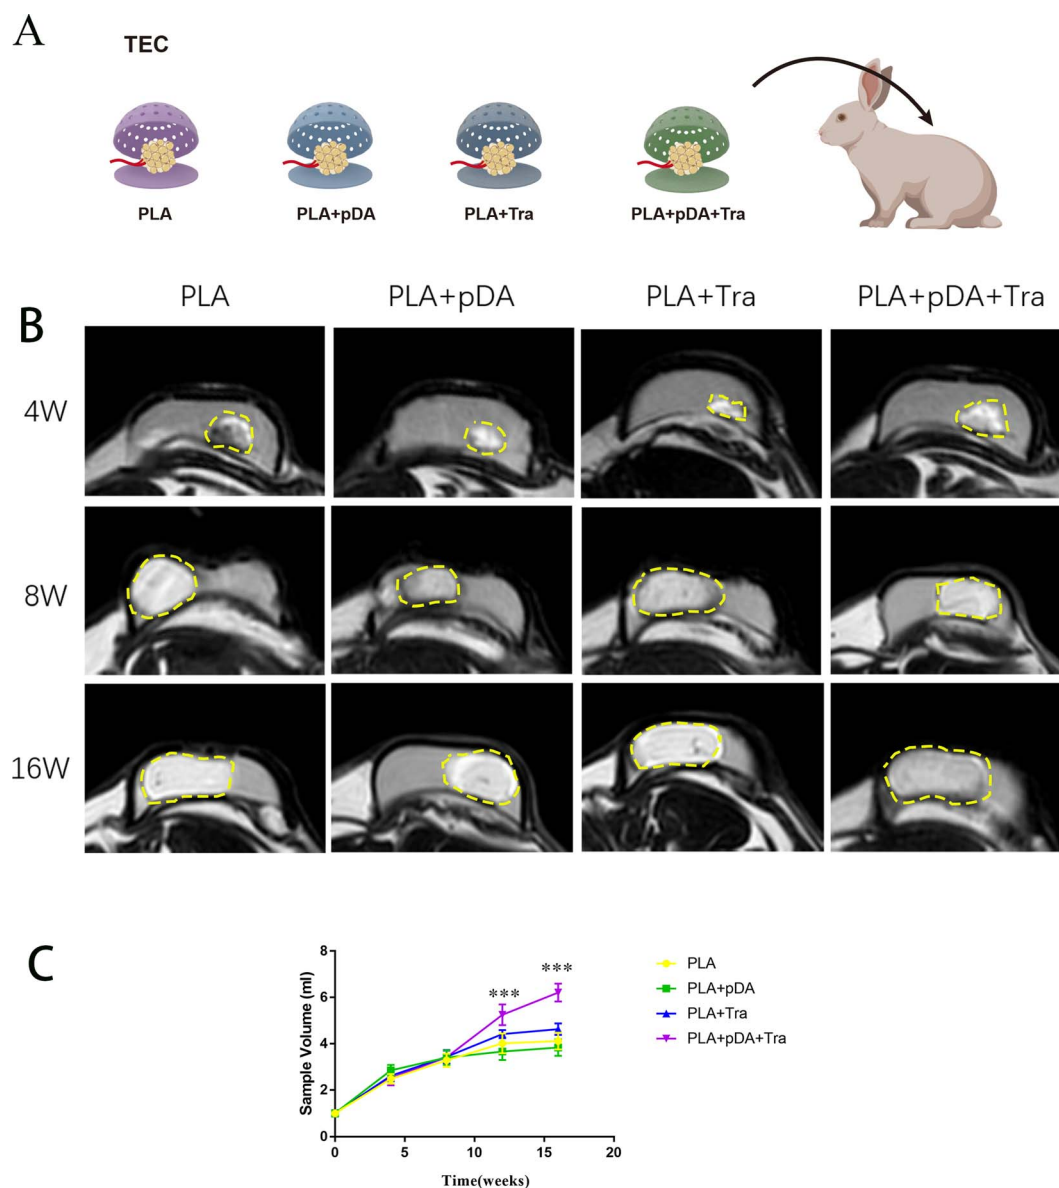 A
TEC
PLA
PLA+pDA
PLA+Tra
PLA+pDA+Tra
B
PLA
PLA+pDA
PLA+Tra
PLA+pDA+Tra
4W
8W
16W
C
Sample Volume (ml)
8
6
4
2
0
0
5
10
15
20
Time(weeks)
***
***
PLA
PLA+pDA
PLA+Tra
PLA+pDA+Tra